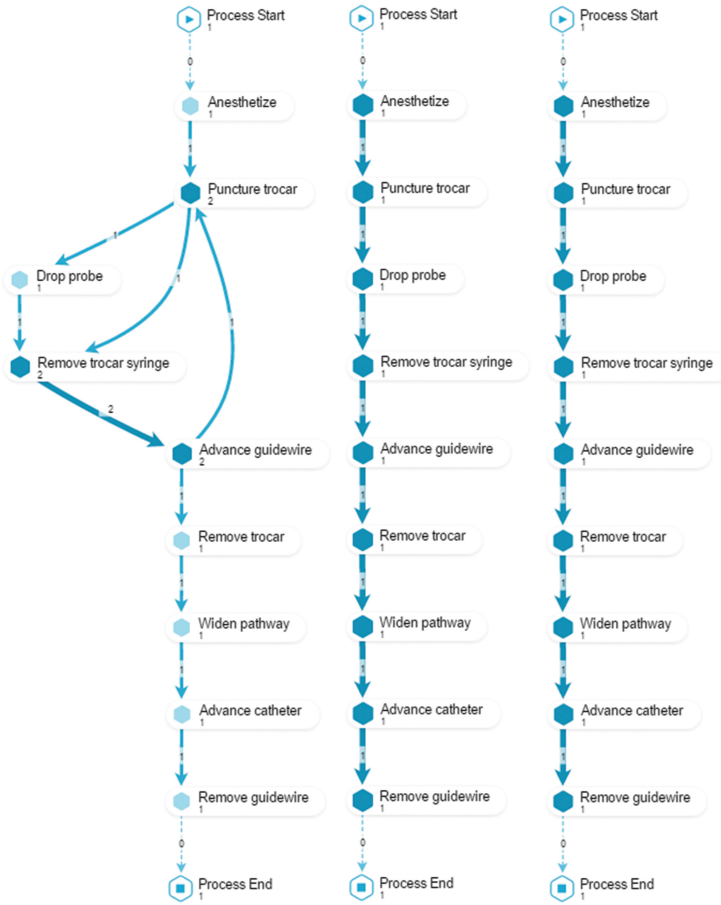 Process Start
1
0
Anesthetize
1
1
Puncture trocar
2
1
1
1
Drop probe
1
1
Remove trocar syringe
2
2
Advance guidewire
2
1
Remove trocar
1
1
Widen pathway
1
1
Advance catheter
1
1
Remove guidewire
1
0
Process End
1
Process Start
1
0
Anesthetize
1
1
Puncture trocar
1
1
Drop probe
1
1
Remove trocar syringe
1
1
Advance guidewire
1
1
Remove trocar
1
1
Widen pathway
1
1
Advance catheter
1
1
Remove guidewire
1
0
Process End
1
Process Start
1
0
Anesthetize
1
1
Puncture trocar
1
1
Drop probe
1
1
Remove trocar syringe
1
1
Advance guidewire
1
1
Remove trocar
1
1
Widen pathway
1
1
Advance catheter
1
1
Remove guidewire
1
0
Process End
1